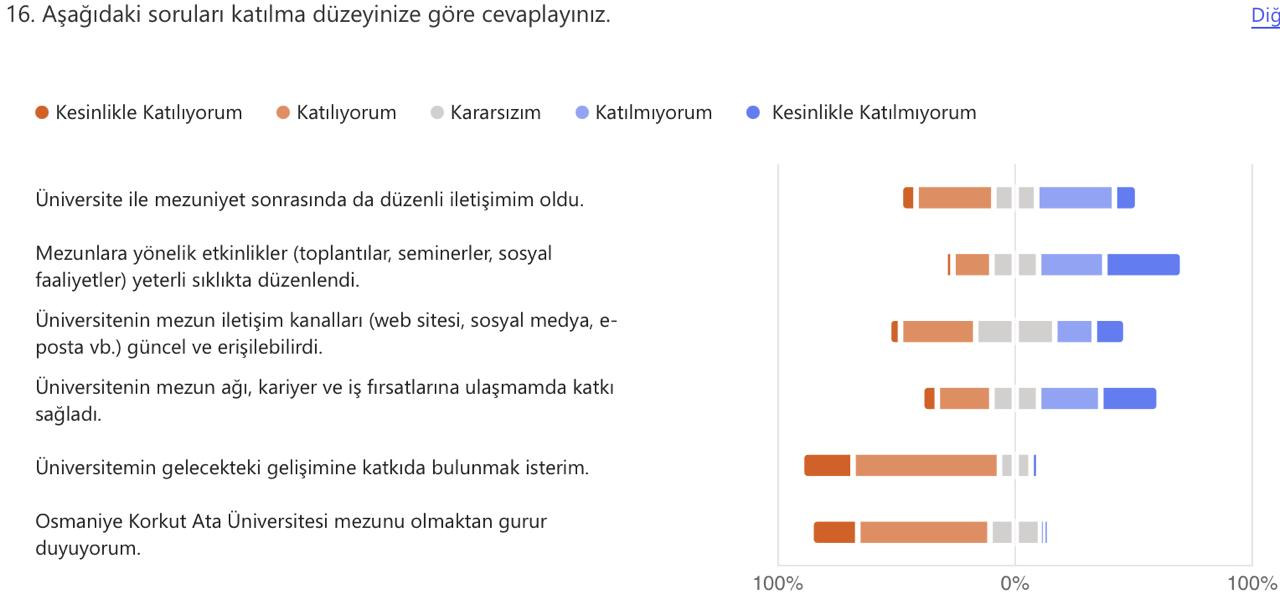 16. Aşağıdaki soruları katılma düzeyinize göre cevaplayınız.
Diğ
Kesinlikle Katılıyorum
Katılıyorum
Kararsızım
Katılmıyorum
Kesinlikle Katılmıyorum
Üniversite ile mezuniyet sonrasında da düzenli iletişimim oldu.
Mezunlara yönelik etkinlikler (toplantılar, seminerler, sosyal
faaliyetler) yeterli sıklıkta düzenlendi.
Üniversitenin mezun iletişim kanalları (web sitesi, sosyal medya, e-
posta vb.) güncel ve erişilebilirdi.
Üniversitenin mezun ağı, kariyer ve iş fırsatlarına ulaşmamda katkı
sağladı.
Üniversitemin gelecekteki gelişimine katkıda bulunmak isterim.
Osmaniye Korkut Ata Üniversitesi mezunu olmaktan gurur
duyuyorum.
100%
0%
100%